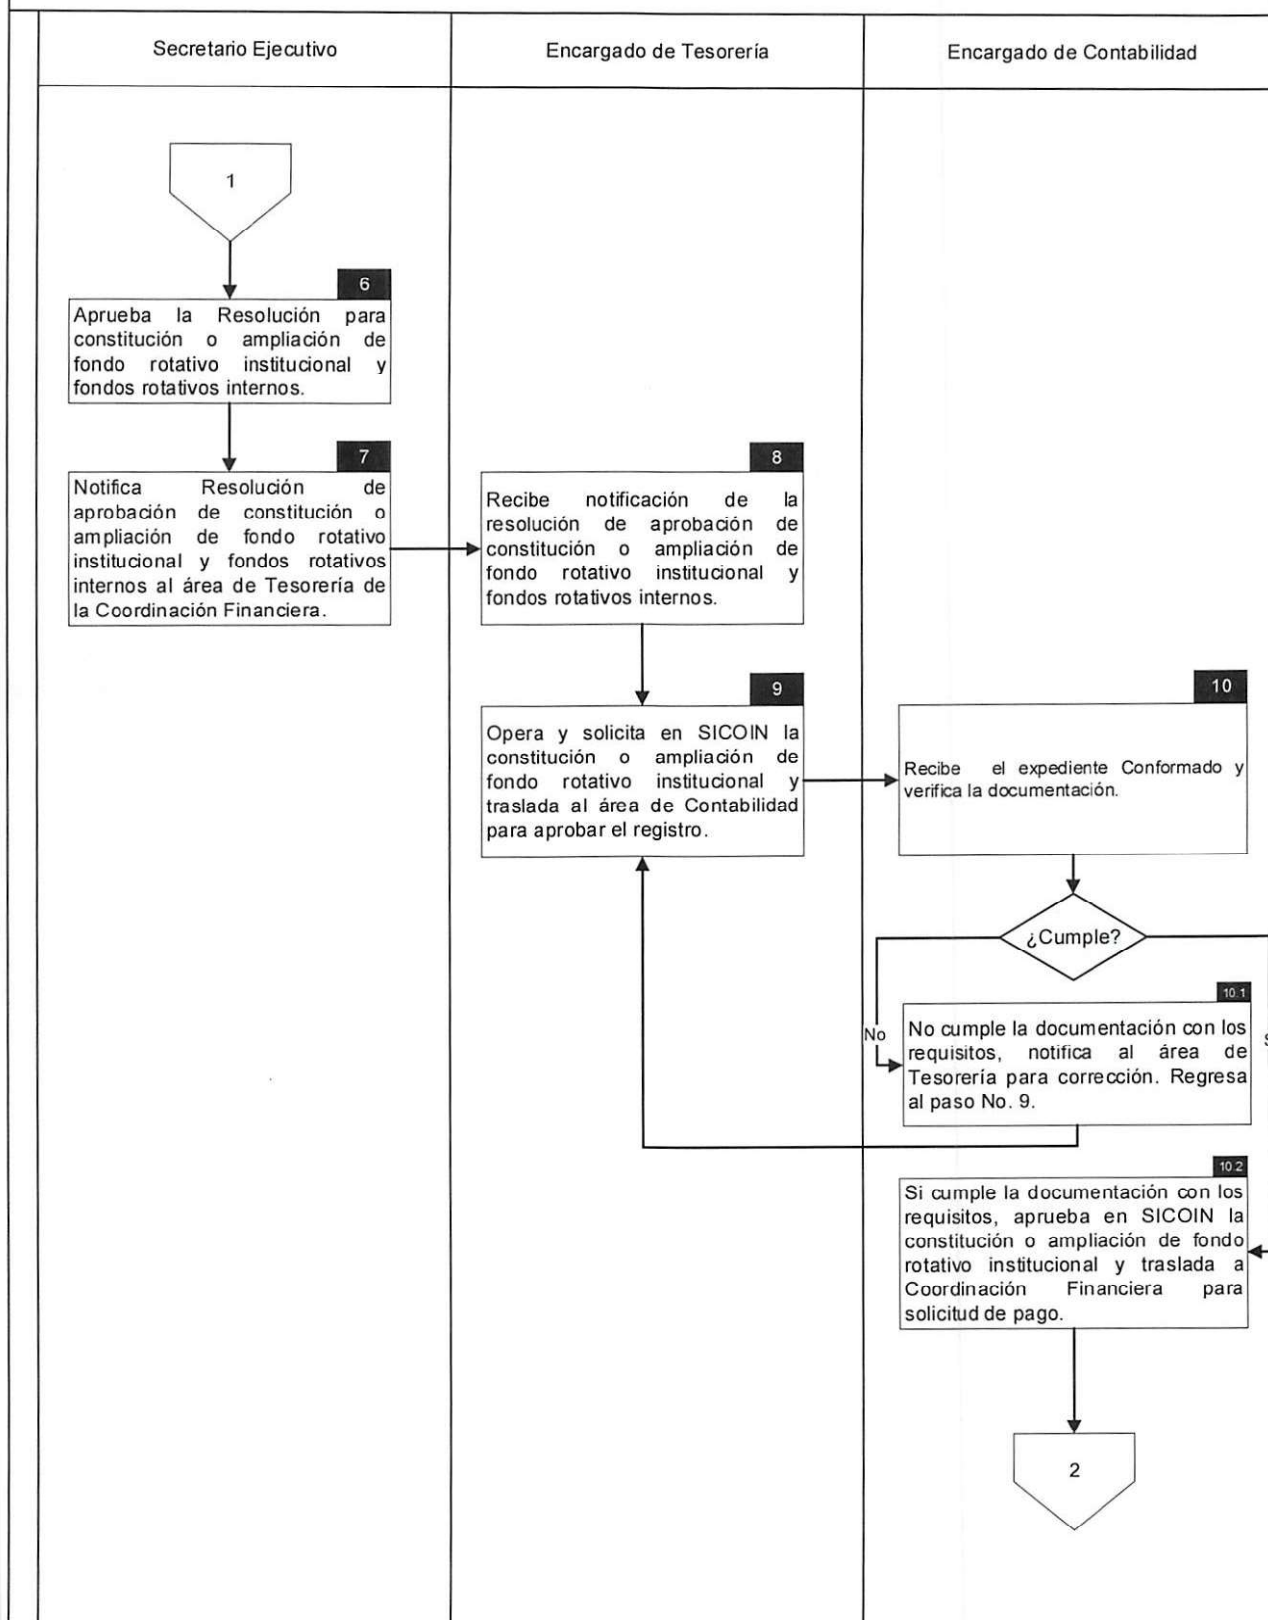 Secretario Ejecutivo
Encargado de Tesorería
Encargado de Contabilidad
1
6
Aprueba la Resolución para
constitución o ampliación de
fondo rotativo institucional y
fondos rotativos internos.
7
Notifica Resolución de
aprobación de constitución o
ampliación de fondo rotativo
institucional y fondos rotativos
internos al área de Tesorería de
la Coordinación Financiera.
8
Recibe notificación de la
resolución de aprobación de
constitución o ampliación de
fondo rotativo institucional y
fondos rotativos internos.
9
Opera y solicita en SICOIN la
constitución o ampliación de
fondo rotativo institucional y
traslada al área de Contabilidad
para aprobar el registro.
10
Recibe el expediente Conformado y
verifica la documentación.
¿Cumple?
No
10.1
No cumple la documentación con los
requisitos, notifica al área de
Tesorería para corrección. Regresa
al paso No. 9.
10.2
Si cumple la documentación con los
requisitos, aprueba en SICOIN la
constitución o ampliación de fondo
rotativo institucional y traslada a
Coordinación Financiera para
solicitud de pago.
2